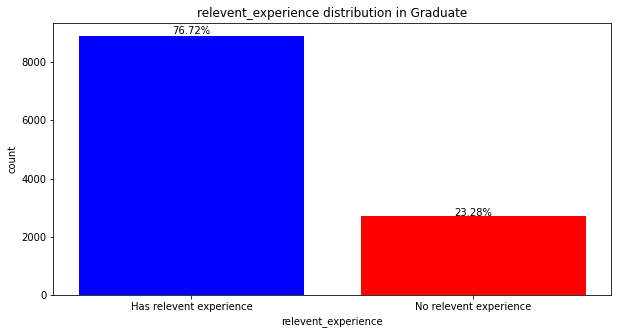 relevent_experience distribution in Graduate
76.72%
23.28%
8000
6000
4000
2000
0
count
Has relevent experience No relevent experience
relevent_experience